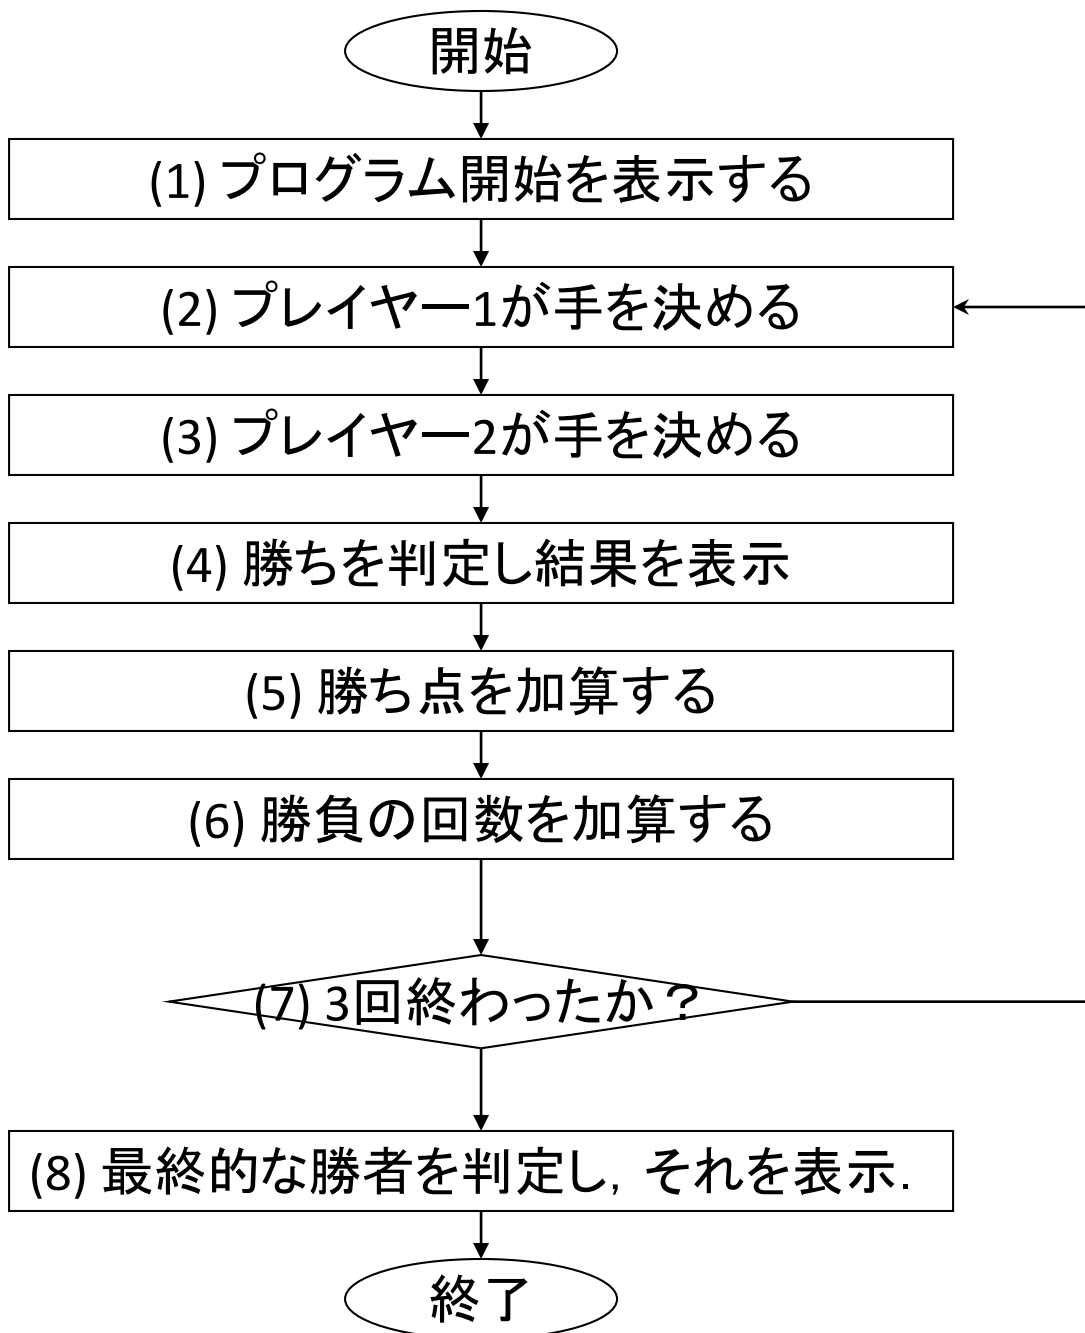 開始
(1) プログラム開始を表示する
(2) プレイヤー1が手を決める
(3) プレイヤー2が手を決める
(4) 勝ちを判定し結果を表示
(5) 勝ち点を加算する
(6) 勝負の回数を加算する
(7) 3回終わったか？
(8) 最終的な勝者を判定し，それを表示．
終了